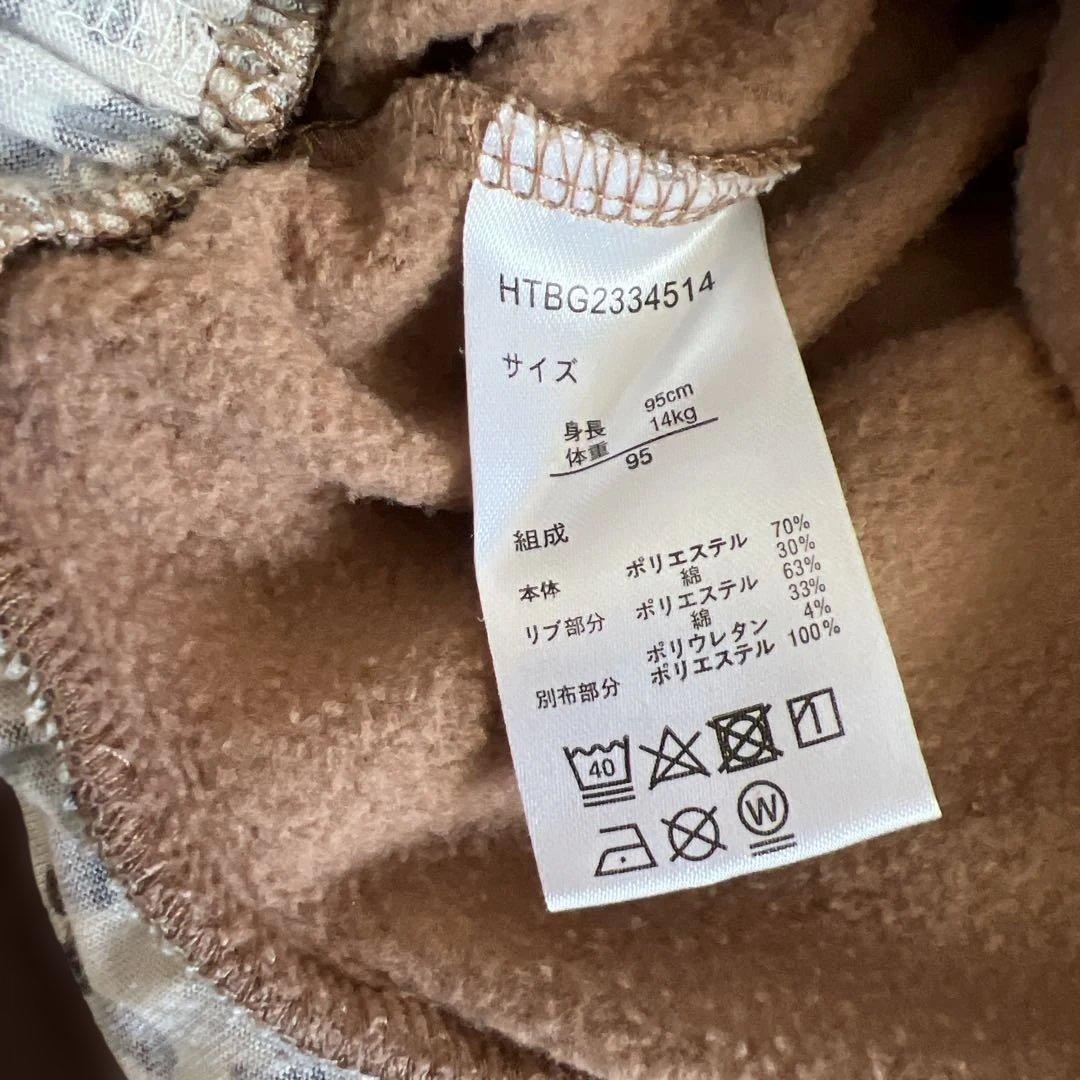 HTBG2334514
サイズ
身長 95cm
体重 14kg
95
組成
本体 ポリエステル 70%
綿 30%
リブ部分 ポリエステル 63%
綿 33%
ポリウレタン 4%
別布部分 ポリエステル 100%
40
W